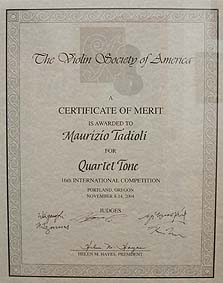 The Violin Society of America
A
CERTIFICATE OF MERIT
IS AWARDED TO
Maurizio Tadioli
FOR
Quartet Tone
16th INTERNATIONAL COMPETITION
PORTLAND, OREGON
NOVEMBER 8-14, 2004
JUDGES
HELEN M. HAYES, PRESIDENT